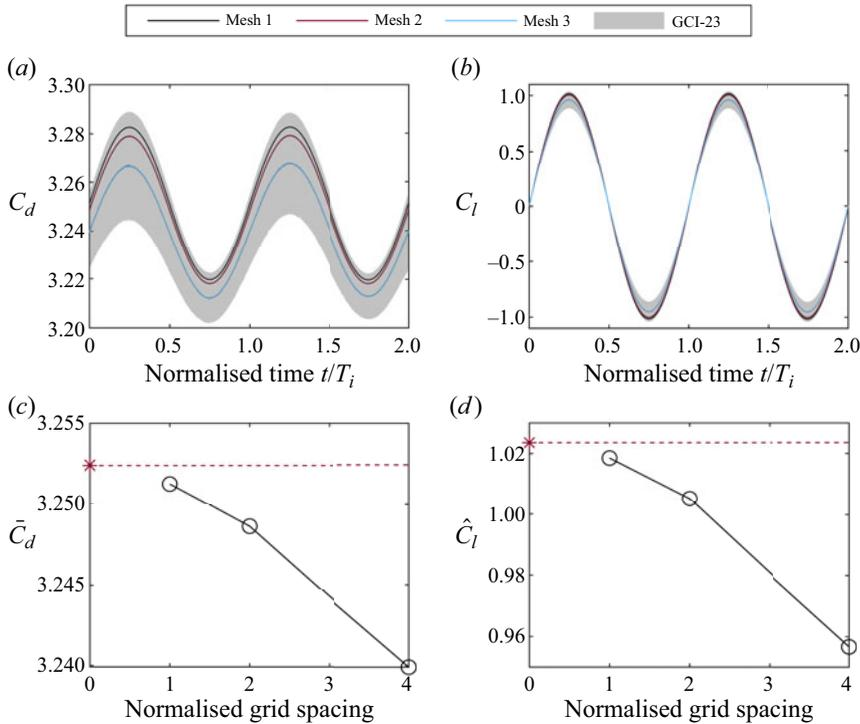 Mesh 1 Mesh 2 Mesh 3 GCI-23
(a) (b)
3.30
3.28
3.26
3.24
3.22
3.20
C_d
0 0.5 1.0 1.5 2.0
Normalised time t/T_i
1.0
0.5
0
–0.5
–1.0
C_l
0 0.5 1.0 1.5 2.0
Normalised time t/T_i
(c) (d)
3.255
3.250
3.245
3.240
C̄_d
0 1 2 3 4
Normalised grid spacing
1.02
1.00
0.98
0.96
Ĉ_l
0 1 2 3 4
Normalised grid spacing